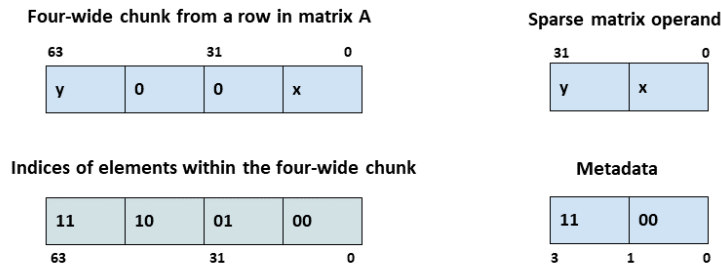 Four-wide chunk from a row in matrix A
63 31 0
y 0 0 x
Sparse matrix operand
31 0
y x
Indices of elements within the four-wide chunk
11 10 01 00
63 31 0
Metadata
11 00
3 1 0